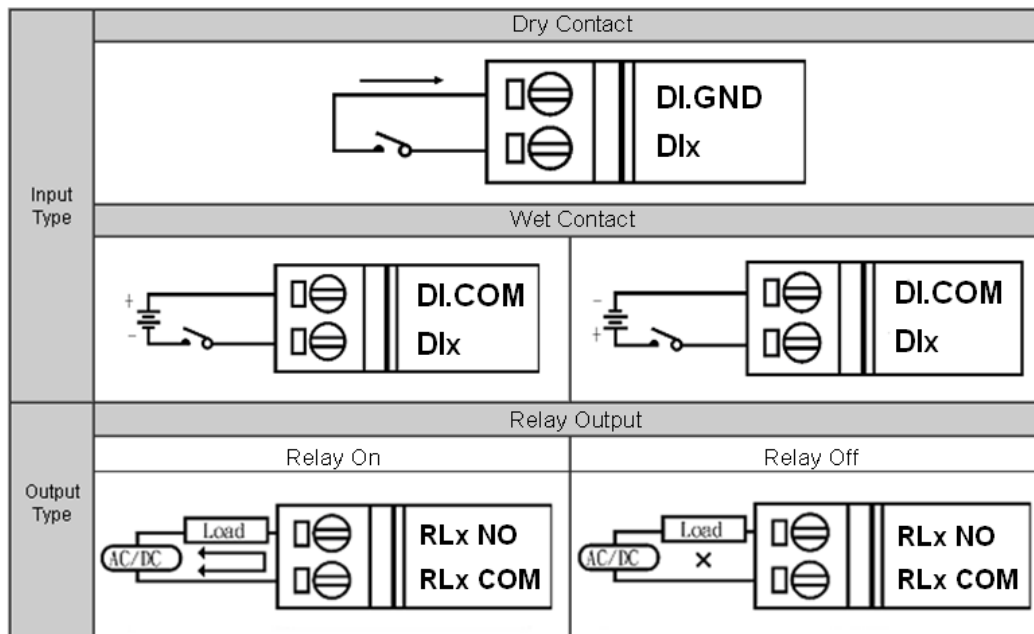 Dry Contact
DI.GND
DIx
Input
Type
Wet Contact
+
-
DI.COM
DIx
-
+
DI.COM
DIx
Relay Output
Relay On
Relay Off
Output
Type
Load
AC/DC
RLx NO
RLx COM
Load
AC/DC
×
RLx NO
RLx COM